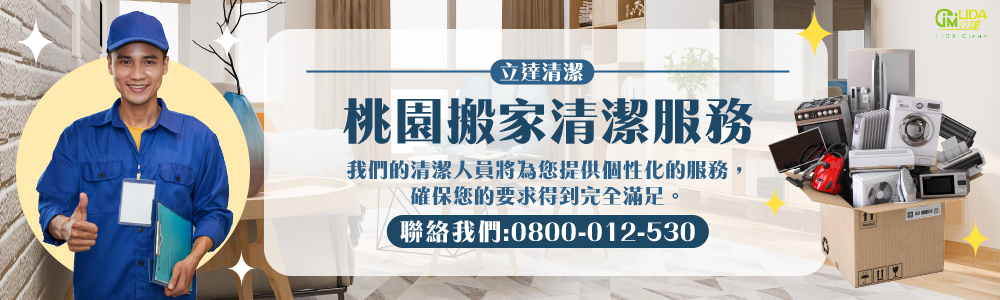 LIDA
立達
LIDA Clean
立達清潔
桃園搬家清潔服務
我們的清潔人員將為您提供個性化的服務，
確保您的要求得到完全滿足。
聯絡我們:0800-012-530